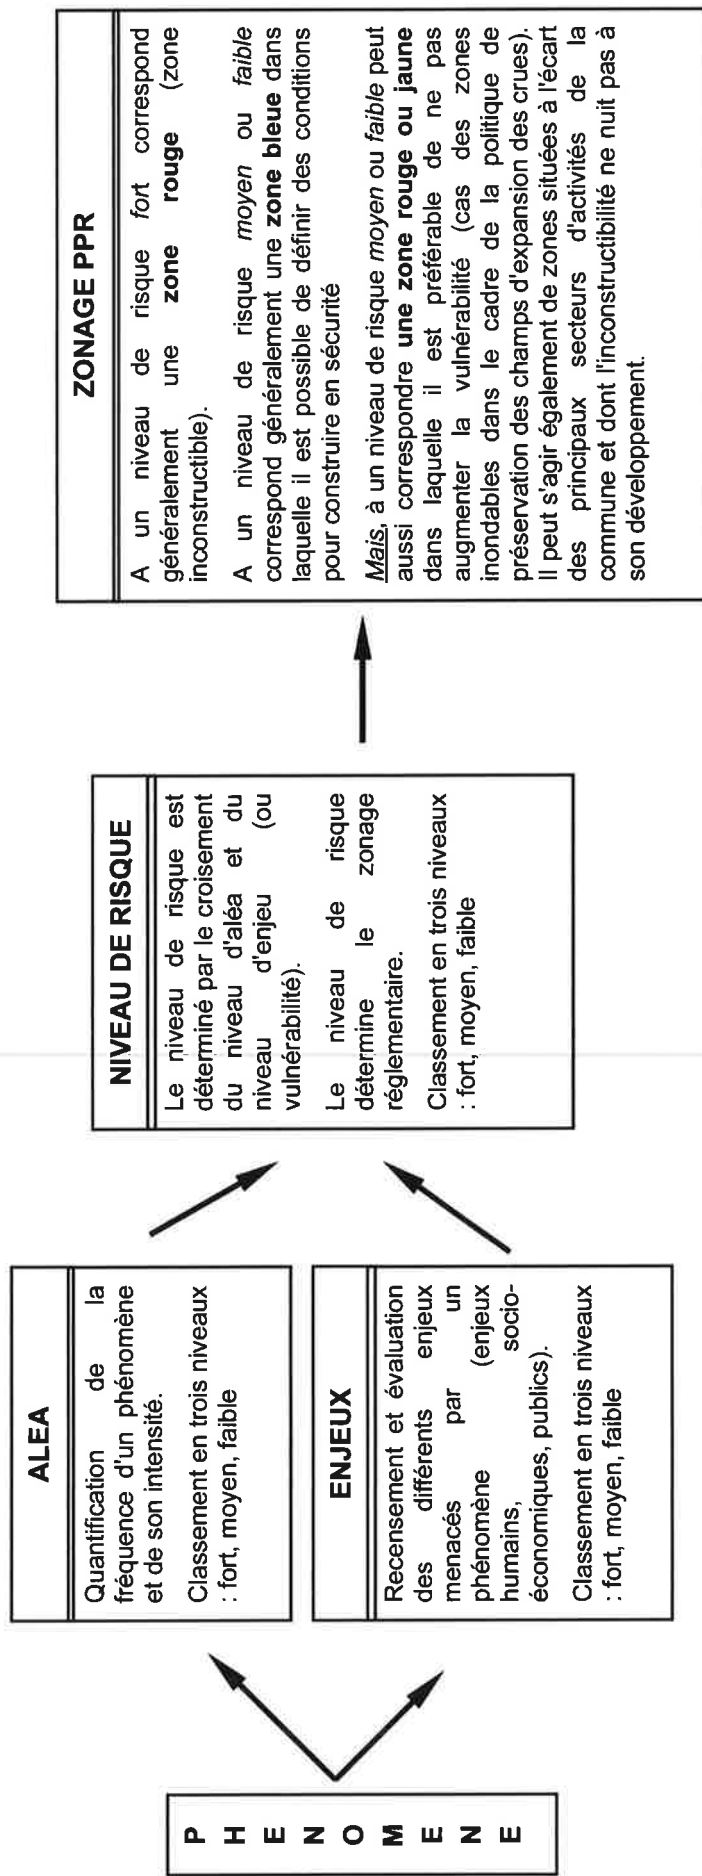 P
H
E
N
O
M
E
N
E
ALEA
Quantification de la
fréquence d'un phénomène
et de son intensité.
Classement en trois niveaux
: fort, moyen, faible
ENJEUX
Recensement et évaluation
des différents enjeux
menacés par un
phénomène (enjeux
humains, socio-
économiques, publics).
Classement en trois niveaux
: fort, moyen, faible
NIVEAU DE RISQUE
Le niveau de risque est
déterminé par le croisement
du niveau d'aléa et du
niveau d'enjeu (ou
vulnérabilité).
Le niveau de risque
détermine le zonage
réglementaire.
Classement en trois niveaux
: fort, moyen, faible
ZONAGE PPR
A un niveau de risque fort correspond
généralement une zone rouge (zone
inconstructible).
A un niveau de risque moyen ou faible
correspond généralement une zone bleue dans
laquelle il est possible de définir des conditions
pour construire en sécurité
Mais, à un niveau de risque moyen ou faible peut
aussi correspondre une zone rouge ou jaune
dans laquelle il est préférable de ne pas
augmenter la vulnérabilité (cas des zones
inondables dans le cadre de la politique de
préservation des champs d'expansion des crues).
Il peut s'agir également de zones situées à l'écart
des principaux secteurs d'activités de la
commune et dont l'inconstructibilité ne nuit pas à
son développement.